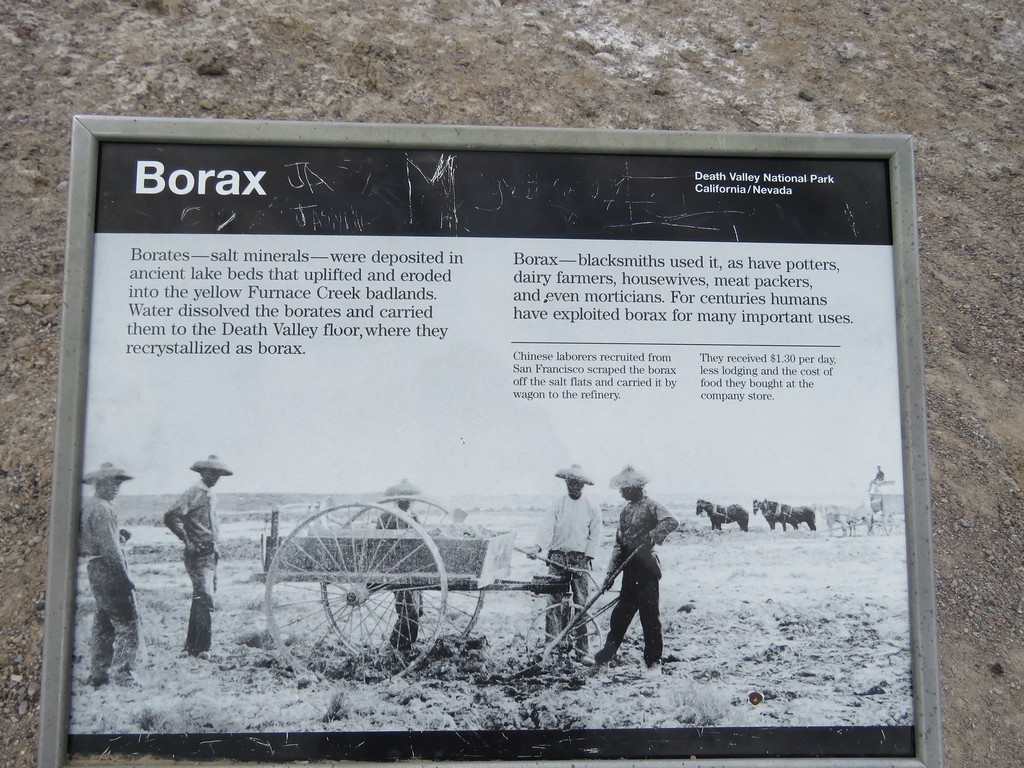 Borax
JA
M
Death Valley National Park
California/Nevada
Borates—salt minerals—were deposited in
ancient lake beds that uplifted and eroded
into the yellow Furnace Creek badlands.
Water dissolved the borates and carried
them to the Death Valley floor, where they
recrystallized as borax.
Borax—blacksmiths used it, as have potters,
dairy farmers, housewives, meat packers,
and even morticians. For centuries humans
have exploited borax for many important uses.
Chinese laborers recruited from
San Francisco scraped the borax
off the salt flats and carried it by
wagon to the refinery.
They received $1.30 per day,
less lodging and the cost of
food they bought at the
company store.